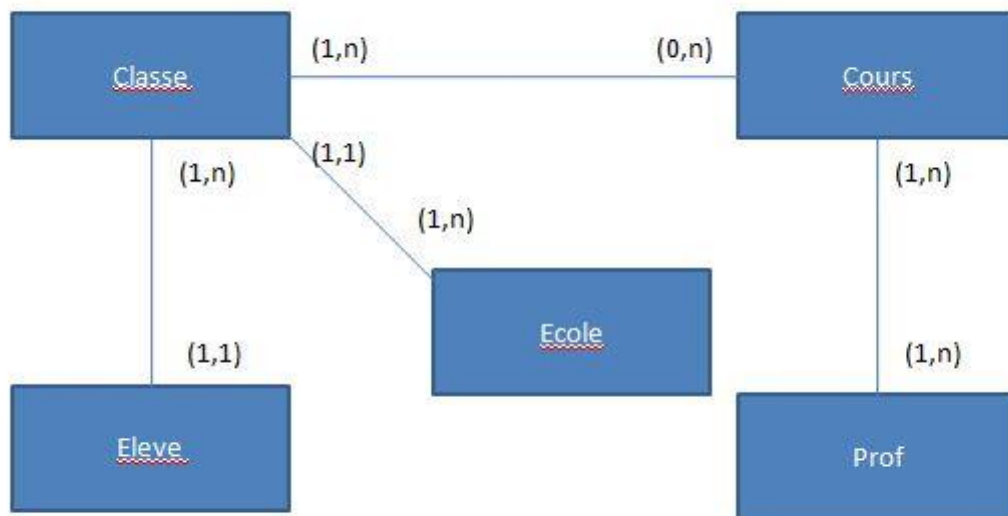 Classe
(1,n)
(0,n)
Cours
(1,n)
(1,1)
(1,n)
(1,n)
Ecole
(1,1)
(1,n)
Eleve
Prof